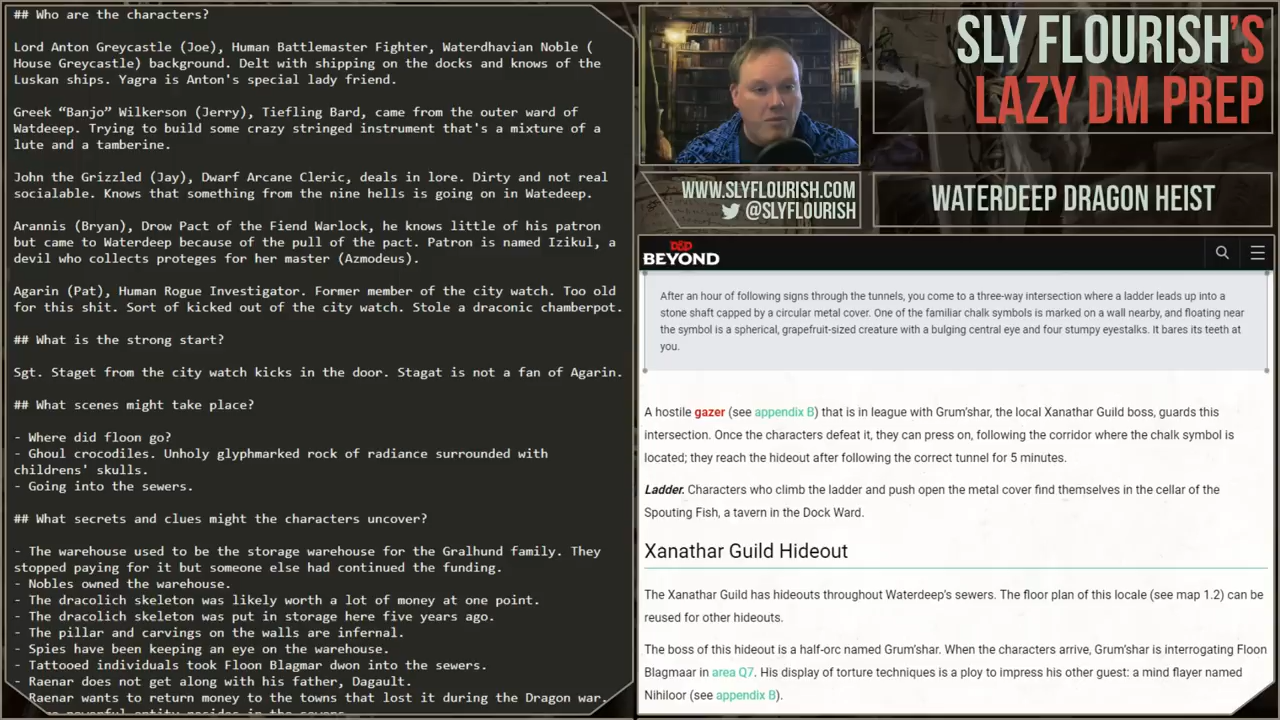 ## Who are the characters?
Lord Anton Greycastle (Joe), Human Battlemaster Fighter, Waterdhavian Noble (
House Greycastle) background. Delt with shipping on the docks and knows of the
Luskan ships. Yagra is Anton's special lady friend.
Greek “Banjo” Wilkerson (Jerry), Tiefling Bard, came from the outer ward of
Watdeeep. Trying to build some crazy stringed instrument that's a mixture of a
lute and a tamberine.
John the Grizzled (Jay), Dwarf Arcane Cleric, deals in lore. Dirty and not real
socialable. Knows that something from the nine hells is going on in Watedeep.
Arannis (Bryan), Drow Pact of the Fiend Warlock, he knows little of his patron
but came to Waterdeep because of the pull of the pact. Patron is named Izikul, a
devil who collects proteges for her master (Azmodeus).
Agarin (Pat), Human Rogue Investigator. Former member of the city watch. Too old
for this shit. Sort of kicked out of the city watch. Stole a draconic chamberpot.
## What is the strong start?
Sgt. Staget from the city watch kicks in the door. Stagat is not a fan of Agarin.
## What scenes might take place?
- Where did floon go?
- Ghoul crocodiles. Unholy glyphmarked rock of radiance surrounded with
childrens' skulls.
- Going into the sewers.
## What secrets and clues might the characters uncover?
- The warehouse used to be the storage warehouse for the Gralhund family. They
stopped paying for it but someone else had continued the funding.
- Nobles owned the warehouse.
- The dracolich skeleton was likely worth a lot of money at one point.
- The dracolich skeleton was put in storage here five years ago.
- The pillar and carvings on the walls are infernal.
- Spies have been keeping an eye on the warehouse.
- Tattooed individuals took Floon Blagmar dwon into the sewers.
- Raenar does not get along with his father, Dagault.
Raenar wants to return money to the towns that lost it during the Dragon war.
powerful entity resides in the sewers.
SLY FLOURISH'S
LAZY DM PREP
WWW.SLYFLOURISH.COM
@SLYFLOURISH
WATERDEEP DRAGON HEIST
D&D
BEYOND
After an hour of following signs through the tunnels, you come to a three-way intersection where a ladder leads up into a
stone shaft capped by a circular metal cover. One of the familiar chalk symbols is marked on a wall nearby, and floating near
the symbol is a spherical, grapefruit-sized creature with a bulging central eye and four stumpy eyestalks. It bares its teeth at
you.
A hostile gazer (see appendix B) that is in league with Grum'shar, the local Xanathar Guild boss, guards this
intersection. Once the characters defeat it, they can press on, following the corridor where the chalk symbol is
located; they reach the hideout after following the correct tunnel for 5 minutes.
Ladder. Characters who climb the ladder and push open the metal cover find themselves in the cellar of the
Spouting Fish, a tavern in the Dock Ward.
Xanathar Guild Hideout
The Xanathar Guild has hideouts throughout Waterdeep's sewers. The floor plan of this locale (see map 1.2) can be
reused for other hideouts.
The boss of this hideout is a half-orc named Grum'shar. When the characters arrive, Grum'shar is interrogating Floon
Blagmaar in area Q7. His display of torture techniques is a ploy to impress his other guest: a mind flayer named
Nihiloor (see appendix B).